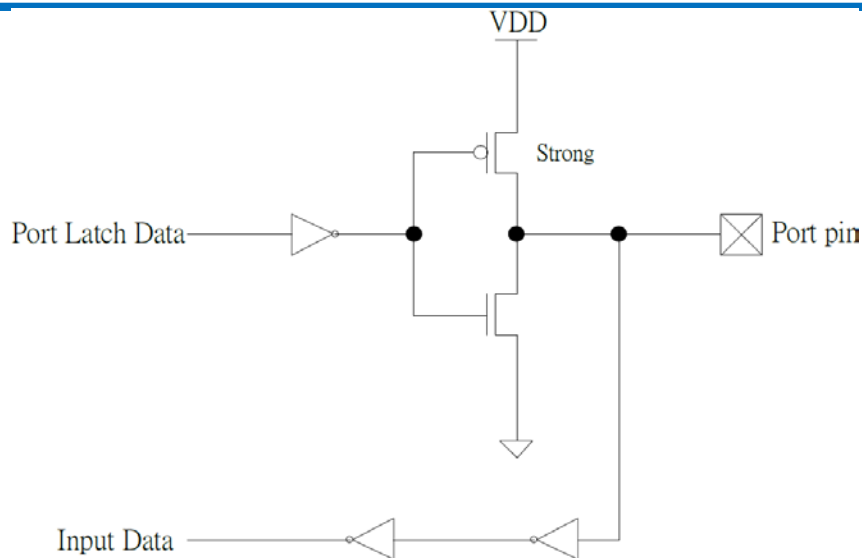 VDD
Strong
Port Latch Data
Port pin
Input Data